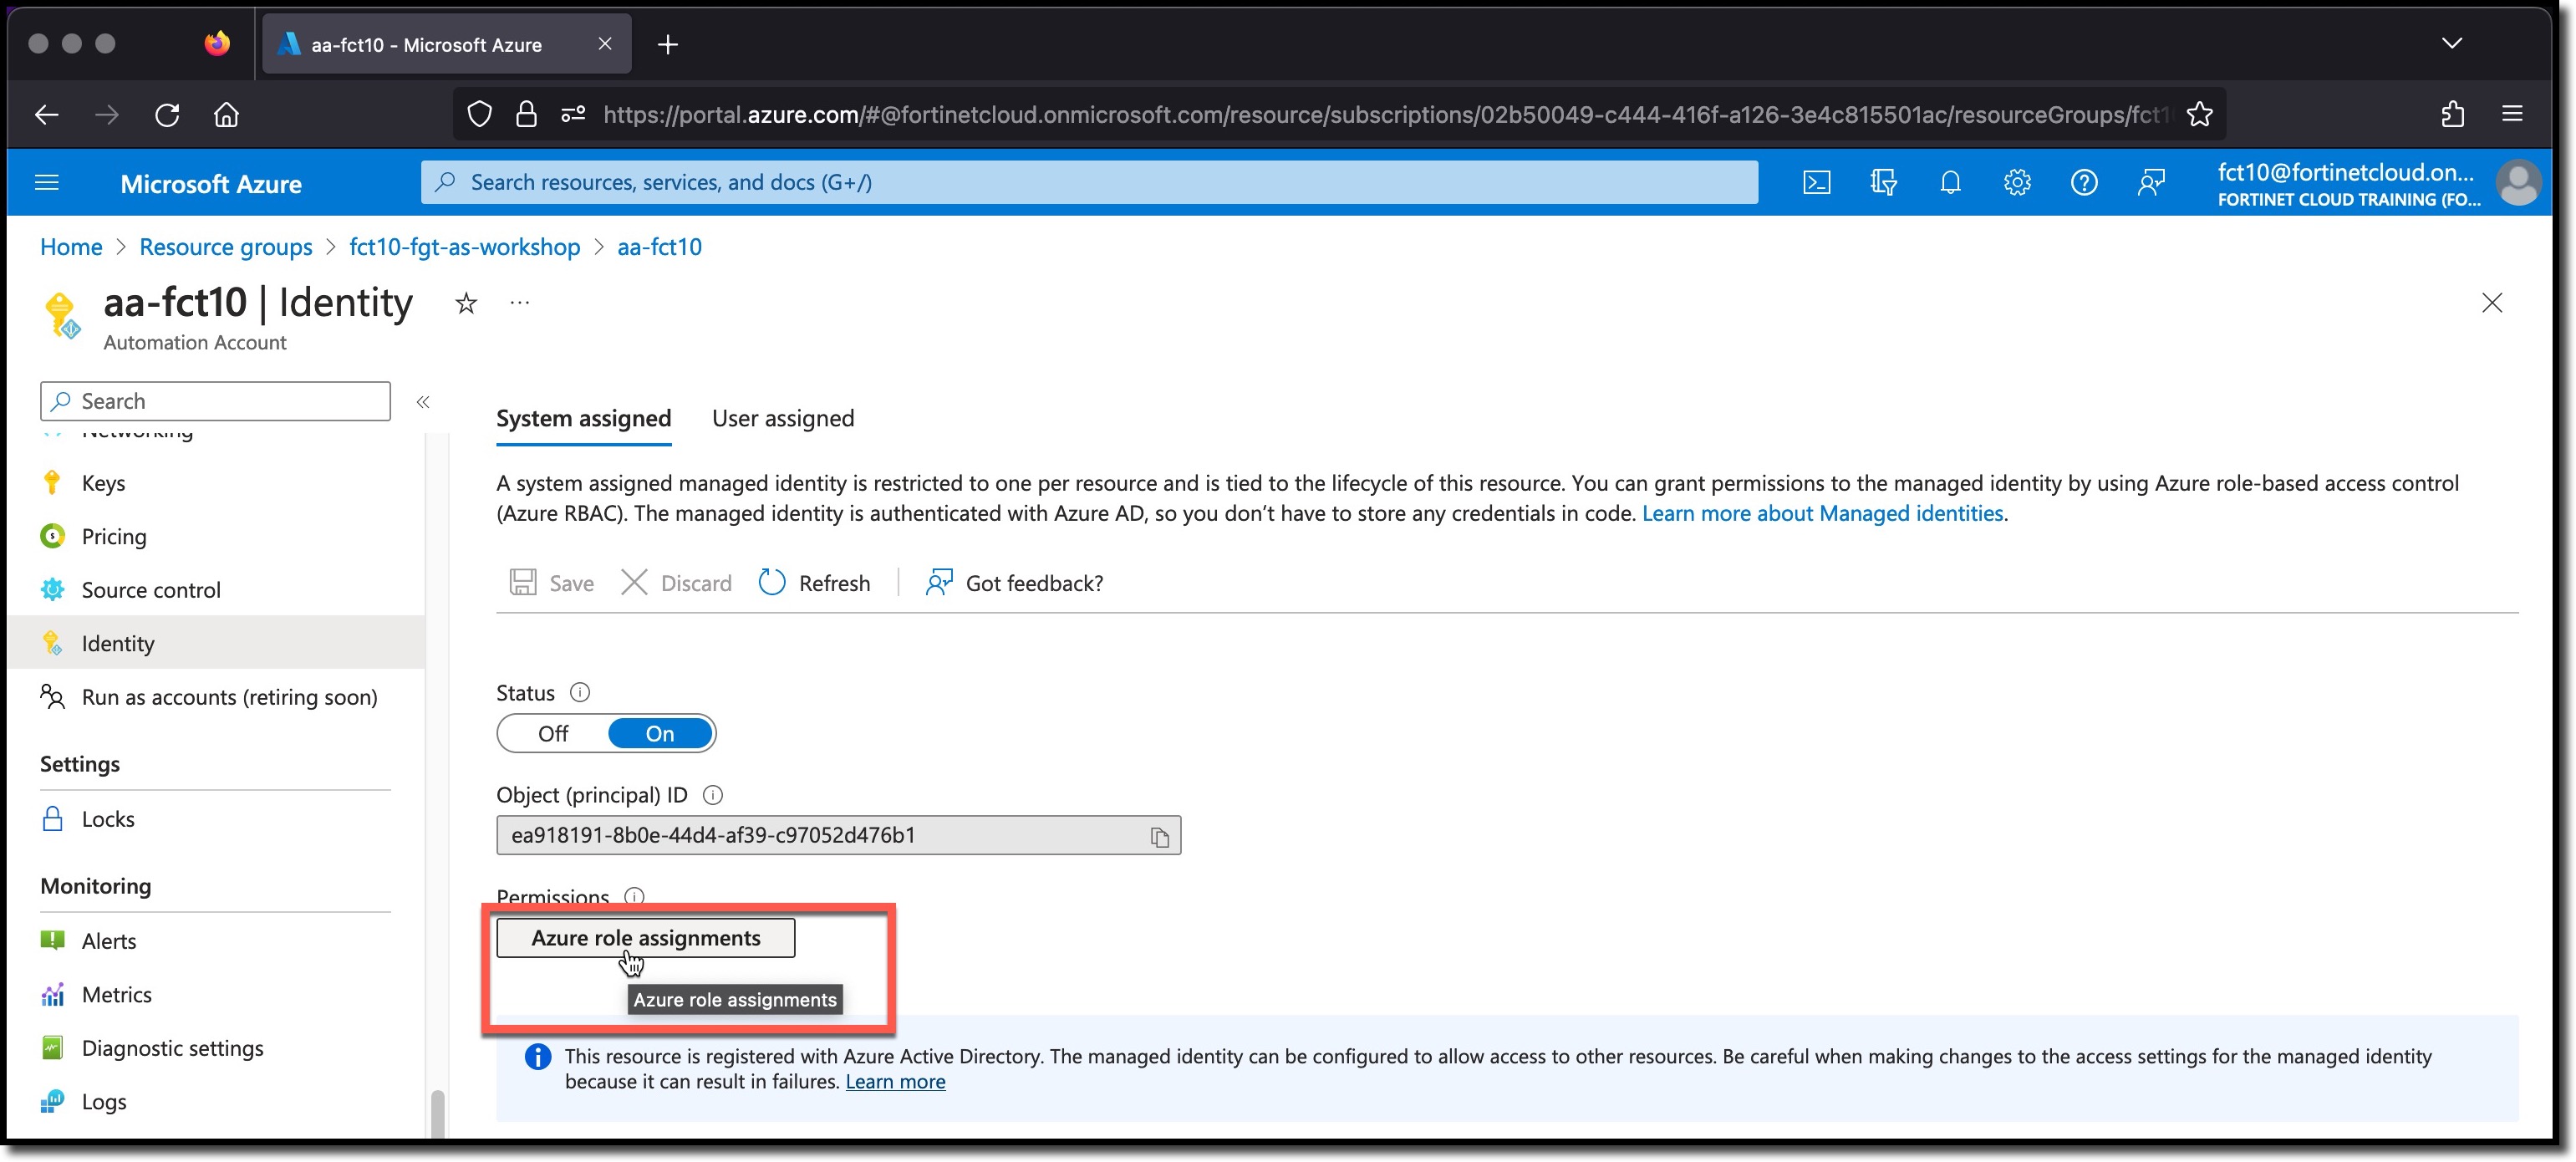 aa-fct10 - Microsoft Azure
https://portal.azure.com/#@fortinetcloud.onmicrosoft.com/resource/subscriptions/02b50049-c444-416f-a126-3e4c815501ac/resourceGroups/fct1
Microsoft Azure
Search resources, services, and docs (G+/)
fct10@fortinetcloud.on...
FORTINET CLOUD TRAINING (FO...
Home > Resource groups > fct10-fgt-as-workshop > aa-fct10
aa-fct10 | Identity
Automation Account
Search
Networking
Keys
Pricing
Source control
Identity
Run as accounts (retiring soon)
Settings
Locks
Monitoring
Alerts
Metrics
Diagnostic settings
Logs
System assigned
User assigned
A system assigned managed identity is restricted to one per resource and is tied to the lifecycle of this resource. You can grant permissions to the managed identity by using Azure role-based access control
(Azure RBAC). The managed identity is authenticated with Azure AD, so you don’t have to store any credentials in code. Learn more about Managed identities.
Save
Discard
Refresh
Got feedback?
Status
Off
On
Object (principal) ID
ea918191-8b0e-44d4-af39-c97052d476b1
Permissions
Azure role assignments
Azure role assignments
This resource is registered with Azure Active Directory. The managed identity can be configured to allow access to other resources. Be careful when making changes to the access settings for the managed identity
because it can result in failures. Learn more